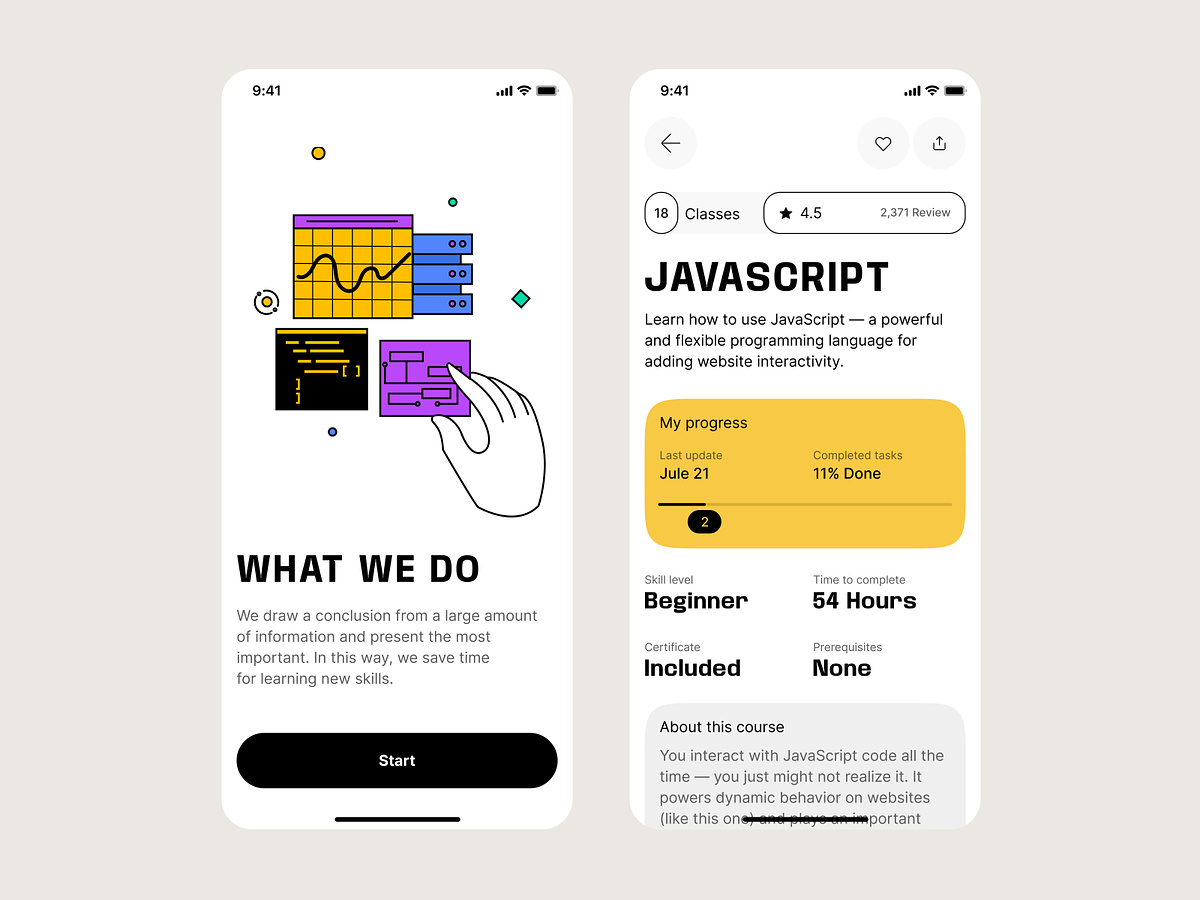 9:41
WHAT WE DO
We draw a conclusion from a large amount
of information and present the most
important. In this way, we save time
for learning new skills.
Start
9:41
18 Classes ★ 4.5 2,371 Review
JAVASCRIPT
Learn how to use JavaScript — a powerful
and flexible programming language for
adding website interactivity.
My progress
Last update Completed tasks
Jule 21 11% Done
2
Skill level Time to complete
Beginner 54 Hours
Certificate Prerequisites
Included None
About this course
You interact with JavaScript code all the
time — you just might not realize it. It
powers dynamic behavior on websites
(like this one) and plays an important